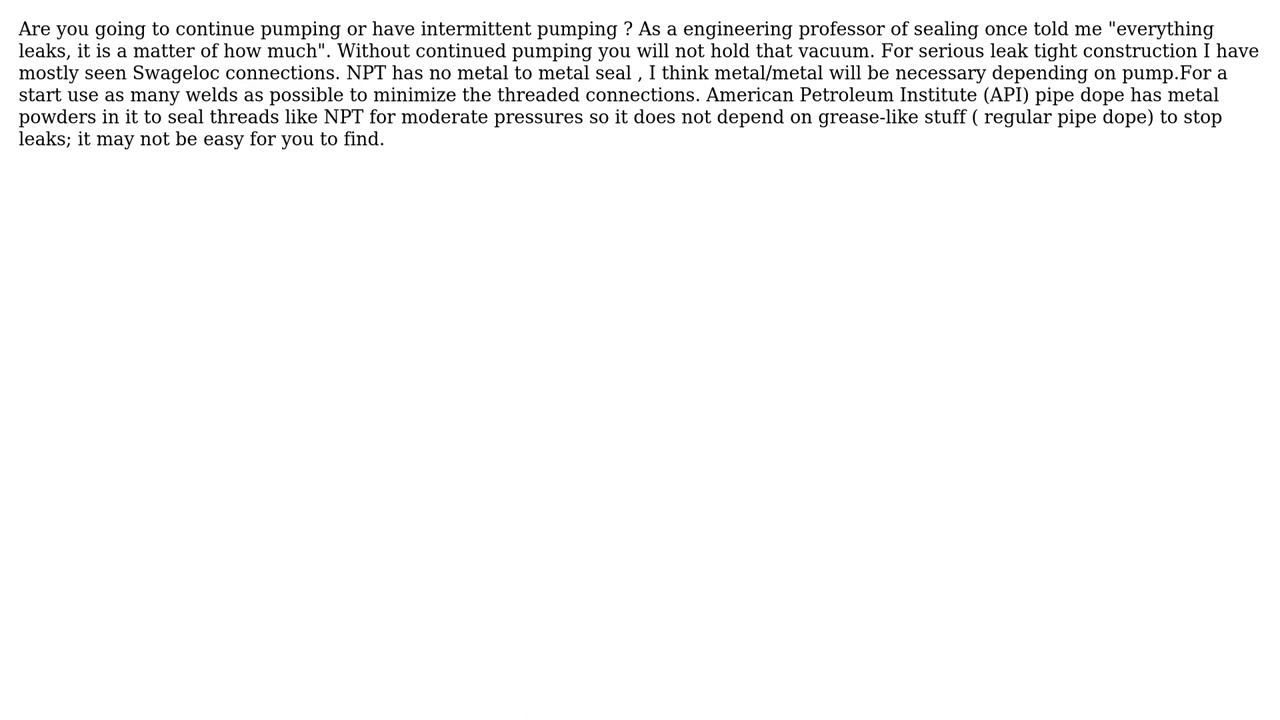 Are you going to continue pumping or have intermittent pumping ? As a engineering professor of sealing once told me "everything
leaks, it is a matter of how much". Without continued pumping you will not hold that vacuum. For serious leak tight construction I have
mostly seen Swageloc connections. NPT has no metal to metal seal , I think metal/metal will be necessary depending on pump.For a
start use as many welds as possible to minimize the threaded connections. American Petroleum Institute (API) pipe dope has metal
powders in it to seal threads like NPT for moderate pressures so it does not depend on grease-like stuff ( regular pipe dope) to stop
leaks; it may not be easy for you to find.